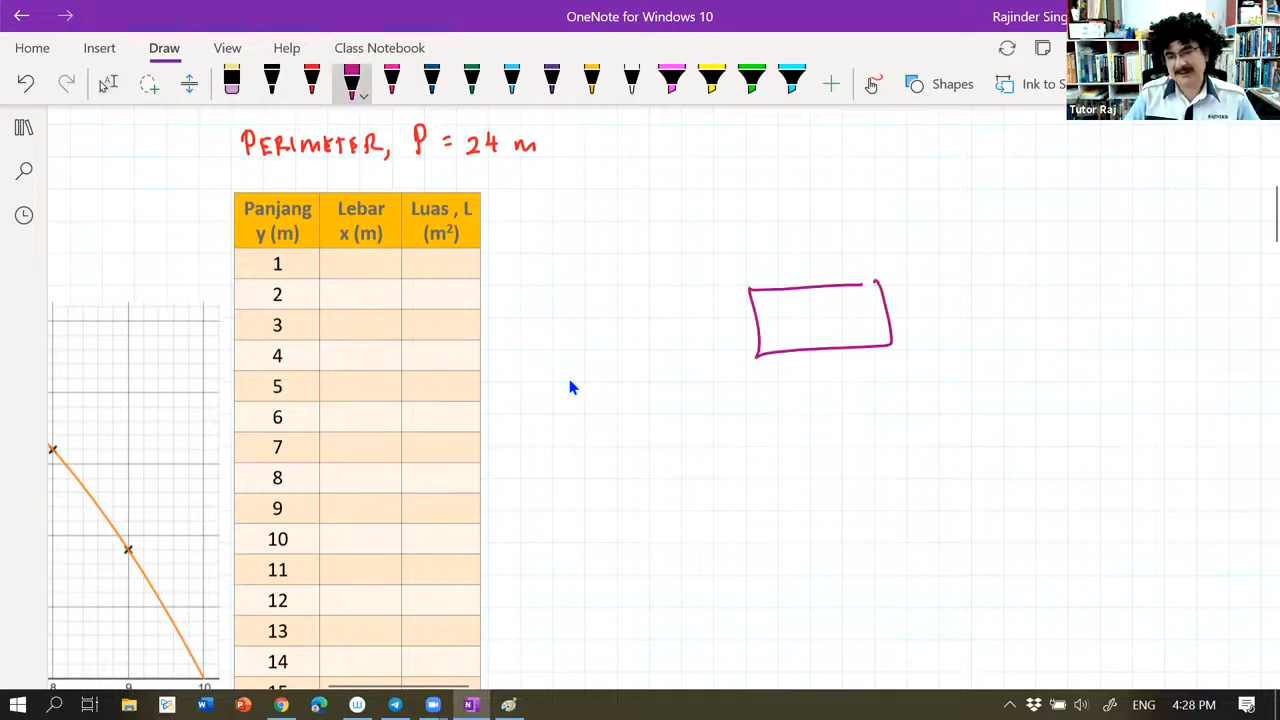 OneNote for Windows 10
Rajinder Sing
Home Insert Draw View Help Class Notebook
Shapes
Ink to S
Tutor Raj
PERIMETER, P = 24 m
Panjang y (m) Lebar x (m) Luas , L (m²)
1
2
3
4
5
6
7
8
9
10
11
12
13
14
15
8 9 10
ENG 4:28 PM